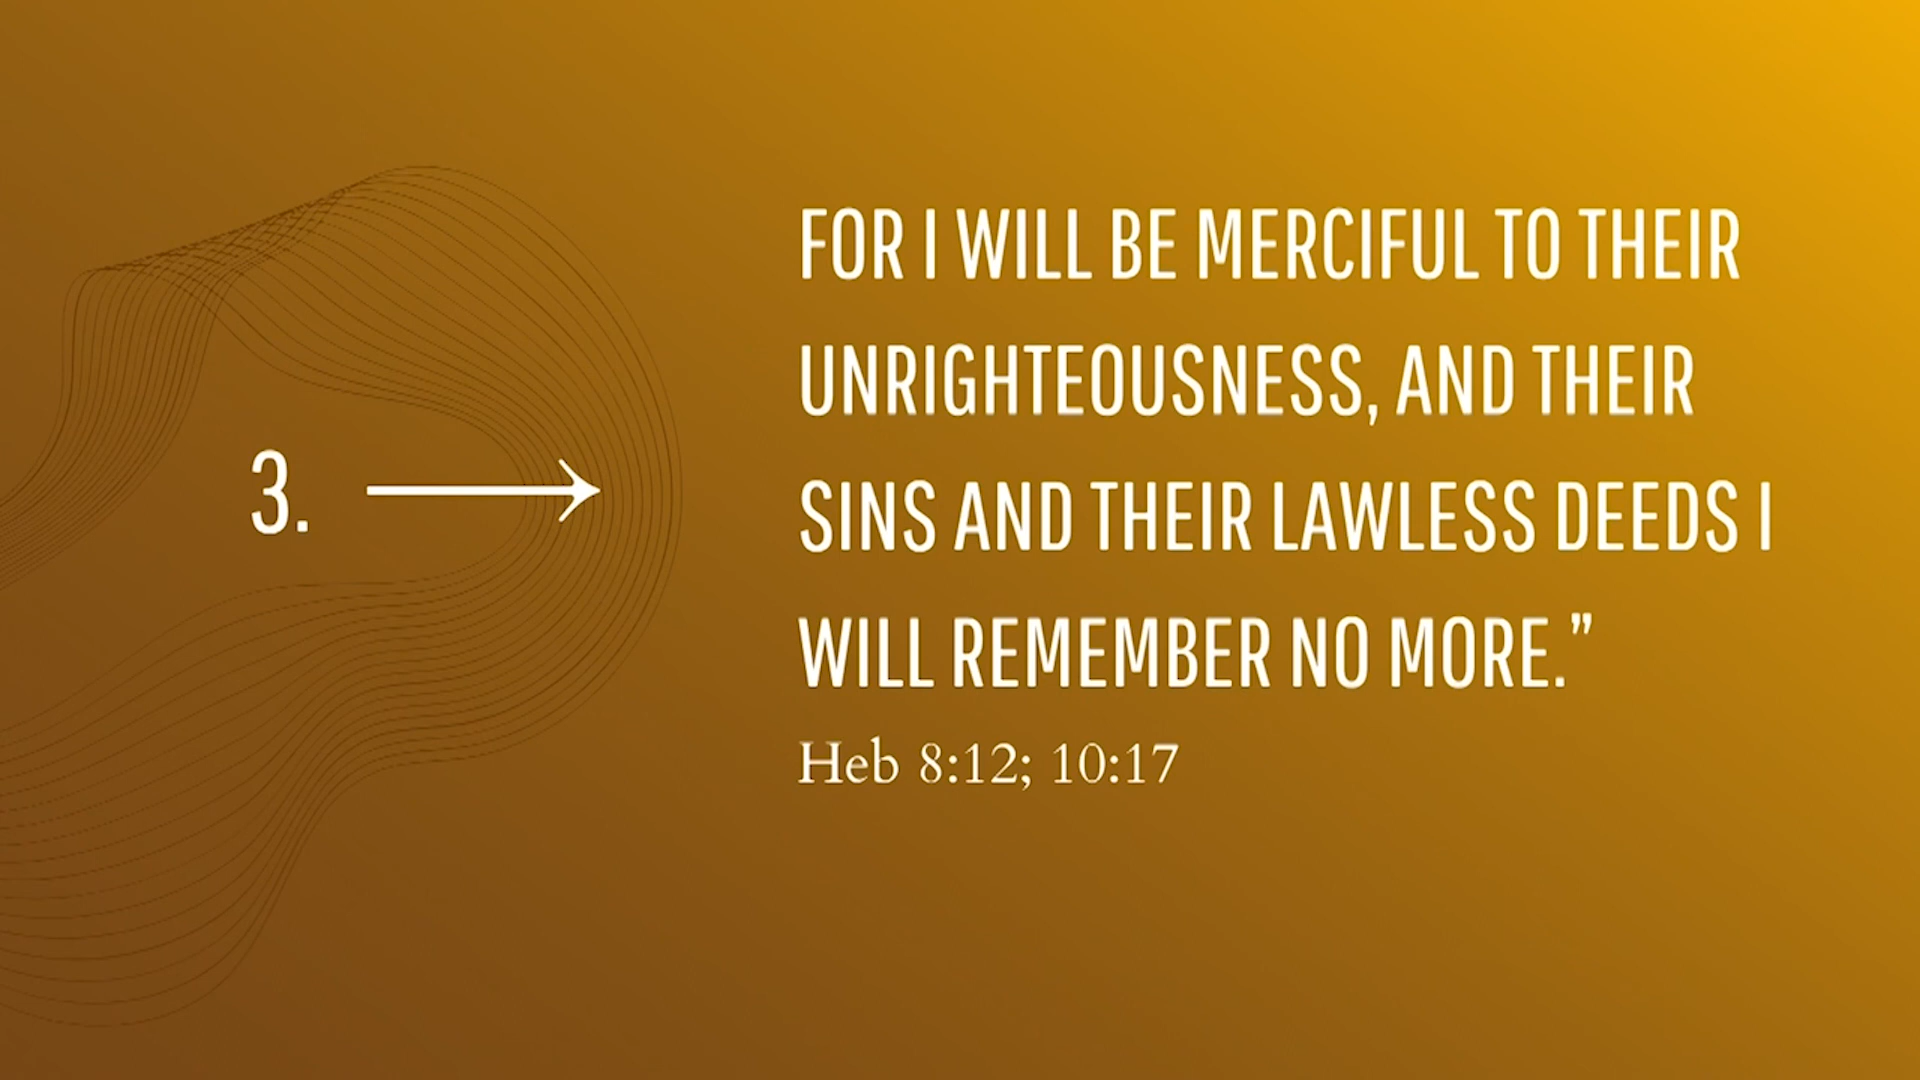 3.
FOR I WILL BE MERCIFUL TO THEIR
UNRIGHTEOUSNESS, AND THEIR
SINS AND THEIR LAWLESS DEEDS I
WILL REMEMBER NO MORE.”
Heb 8:12; 10:17